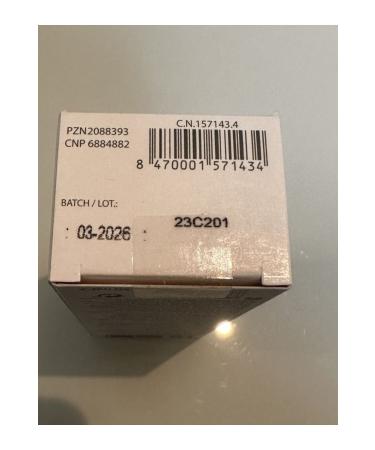 C.N.157143.4
PZN2088393
CNP 6884882
8 470001 571434
BATCH / LOT.:
23C201
: 03-2026 :